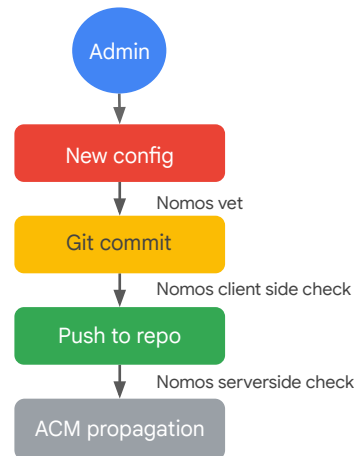 Admin
New config
Nomos vet
Git commit
Nomos client side check
Push to repo
Nomos serverside check
ACM propagation